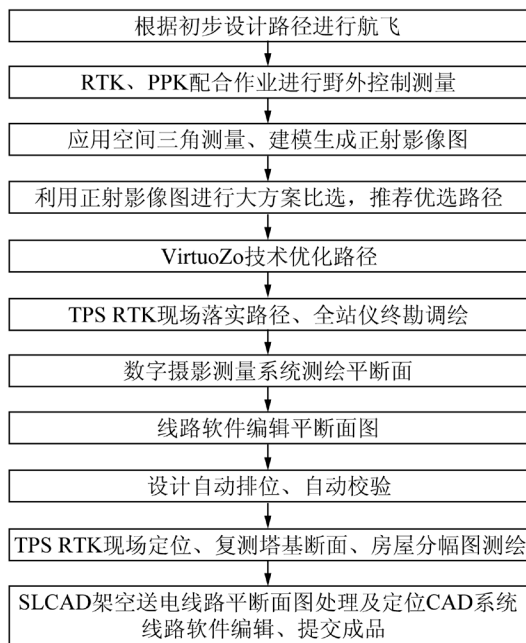 根据初步设计路径进行航飞
RTK、PPK配合作业进行野外控制测量
应用空间三角测量、建模生成正射影像图
利用正射影像图进行大方案比选，推荐优选路径
VirtuoZo技术优化路径
TPS RTK现场落实路径、全站仪终勘调绘
数字摄影测量系统测绘平断面
线路软件编辑平断面图
设计自动排位、自动校验
TPS RTK现场定位、复测塔基断面、房屋分幅图测绘
SLCAD架空送电线路平断面图处理及定位CAD系统
线路软件编辑、提交成品